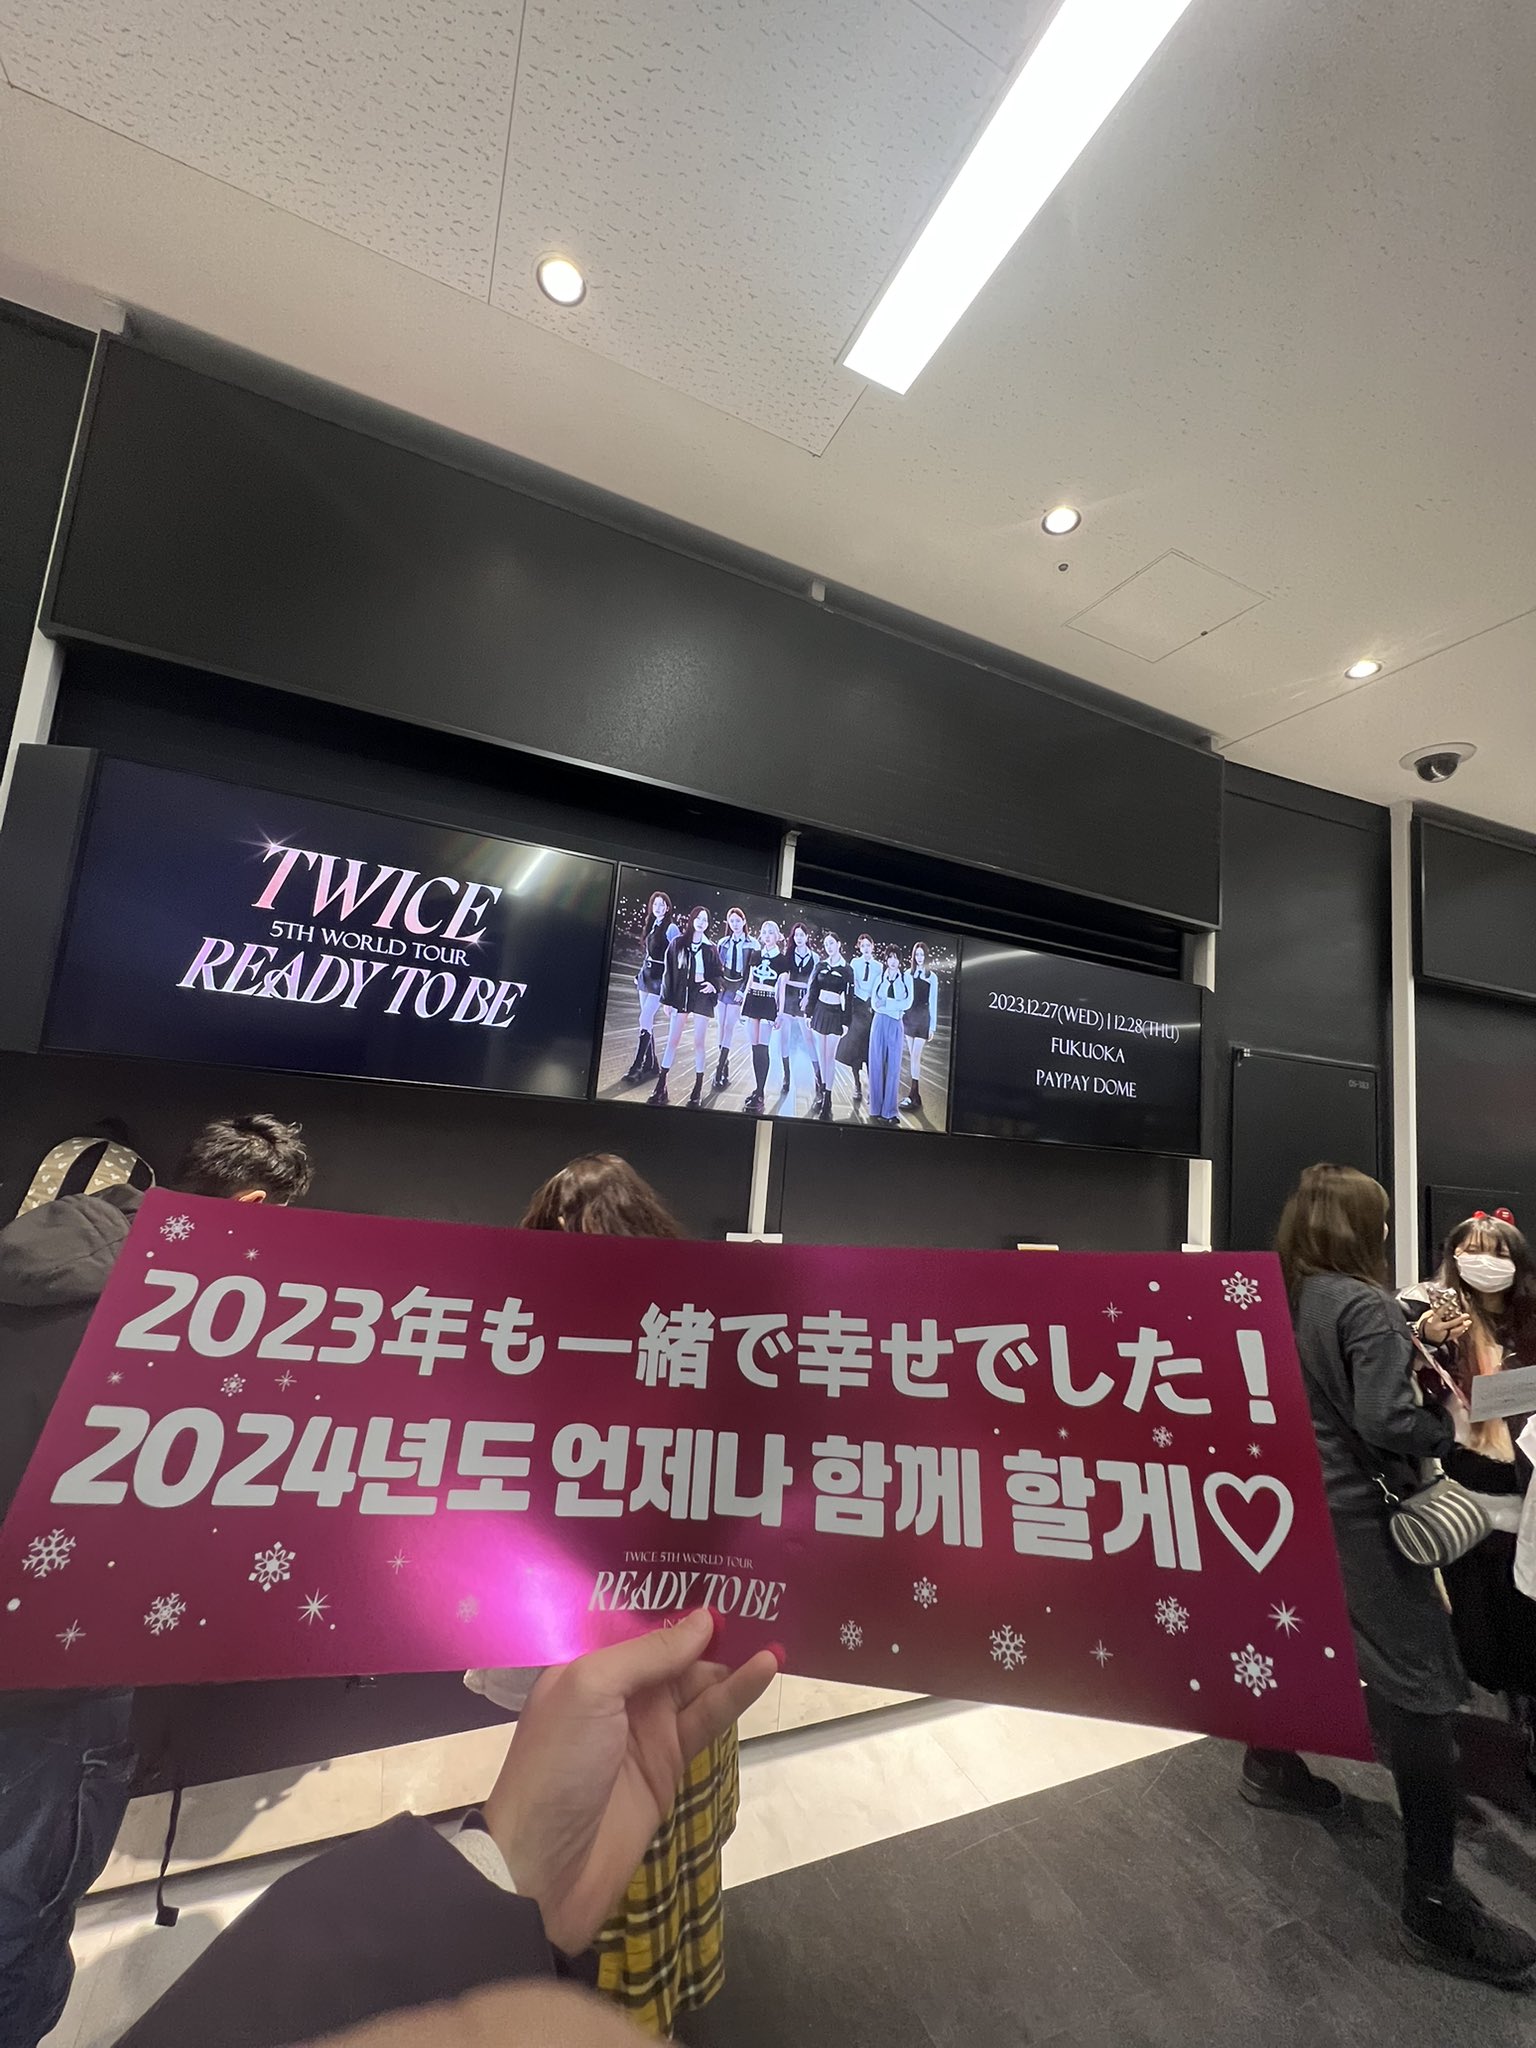 TWICE
5TH WORLD TOUR
READY TO BE
2023.12.27(WED) | 12.28(THU)
FUKUOKA
PAYPAY DOME
2023年も一緒で幸せでした！
2024년도 언제나 함께 할게♡
TWICE 5TH WORLD TOUR
READY TO BE